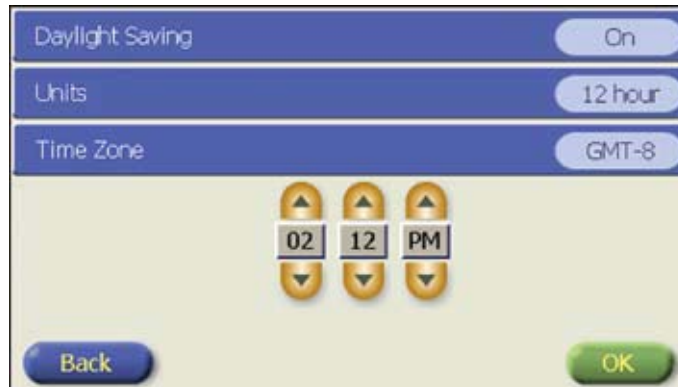 Daylight Saving On
Units 12 hour
Time Zone GMT-8
02 12 PM
Back OK